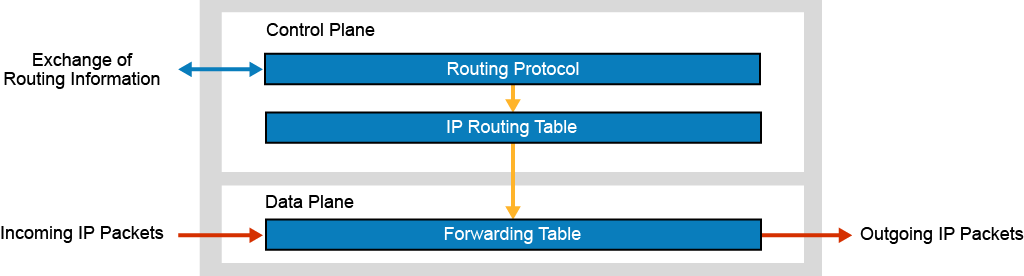 Control Plane
Exchange of
Routing Information
Routing Protocol
IP Routing Table
Data Plane
Incoming IP Packets
Forwarding Table
Outgoing IP Packets